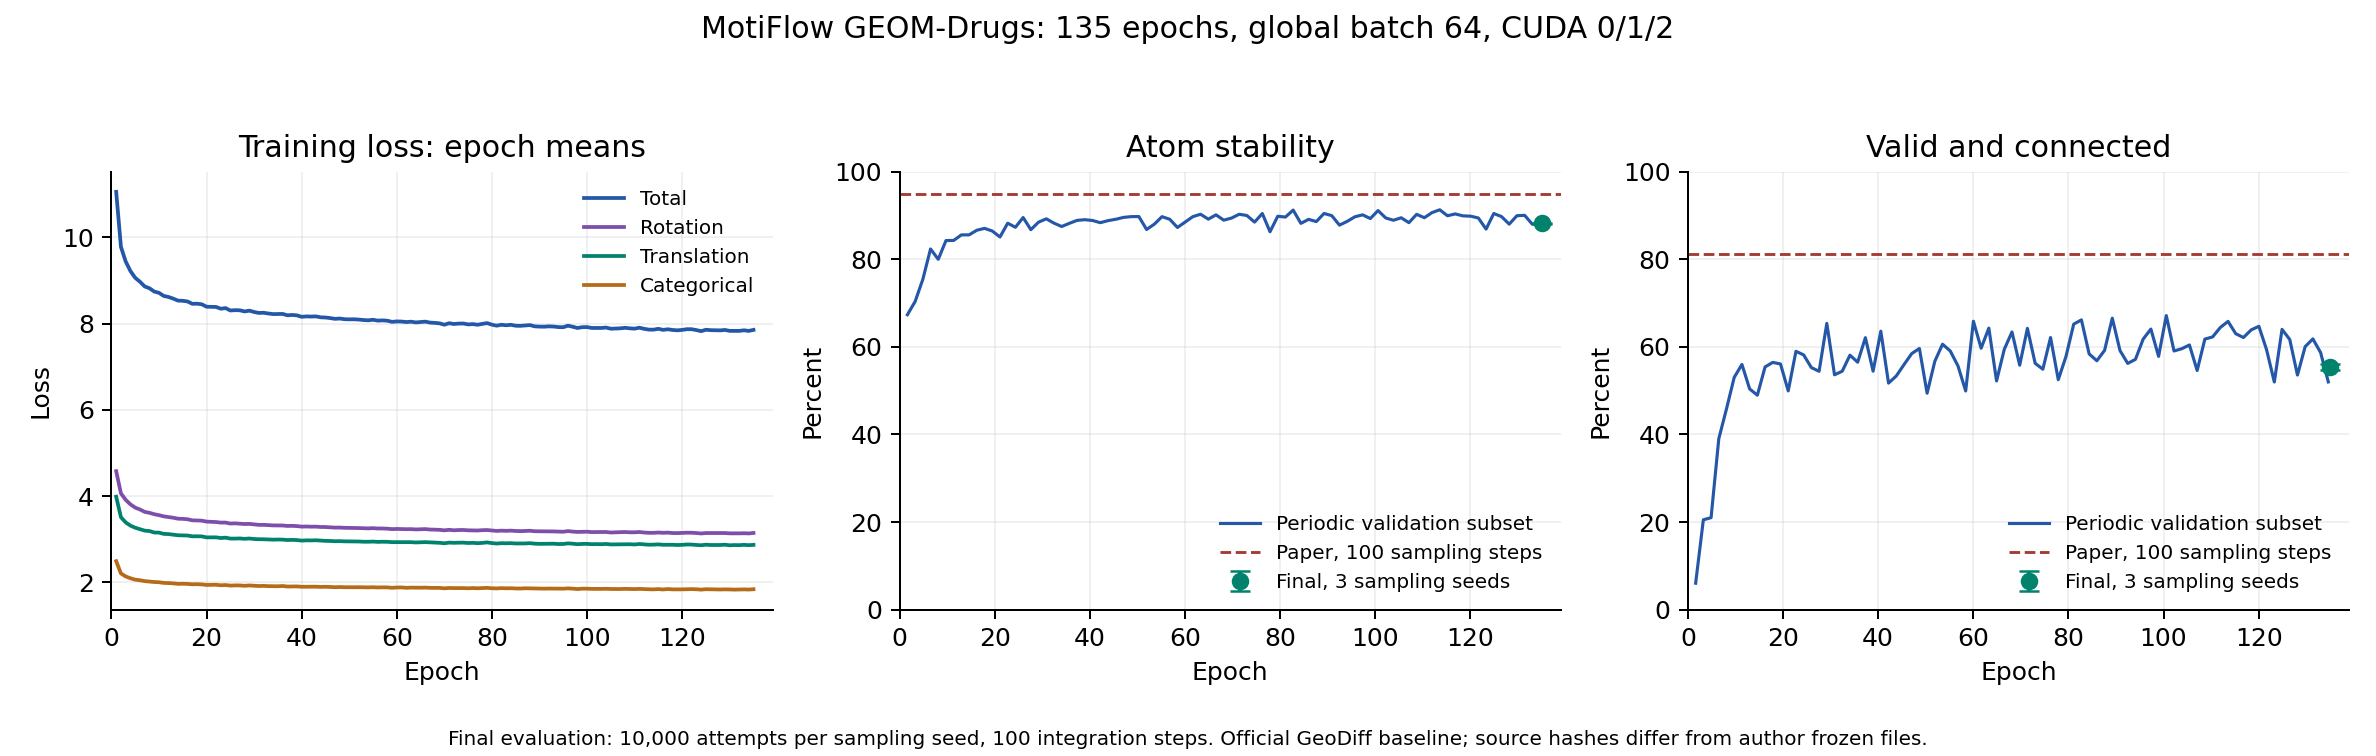 MotiFlow GEOM-Drugs: 135 epochs, global batch 64, CUDA 0/1/2
Training loss: epoch means
Total
Rotation
Translation
Categorical
10
8
6
4
2
Loss
0 20 40 60 80 100 120
Epoch
Atom stability
100
80
60
40
20
0
Percent
Periodic validation subset
Paper, 100 sampling steps
Final, 3 sampling seeds
0 20 40 60 80 100 120
Epoch
Valid and connected
100
80
60
40
20
0
Percent
Periodic validation subset
Paper, 100 sampling steps
Final, 3 sampling seeds
0 20 40 60 80 100 120
Epoch
Final evaluation: 10,000 attempts per sampling seed, 100 integration steps. Official GeoDiff baseline; source hashes differ from author frozen files.